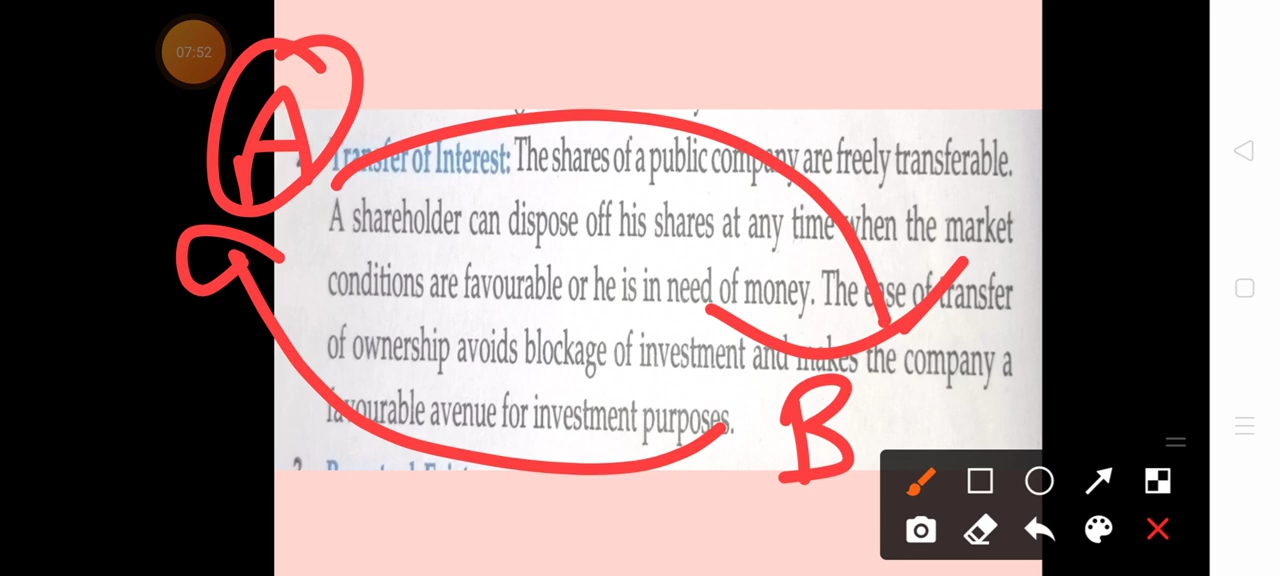 07:52
A
Transfer of Interest: The shares of a public company are freely transferable.
A shareholder can dispose off his shares at any time when the market
conditions are favourable or he is in need of money. The ease of transfer
of ownership avoids blockage of investment and makes the company a
favourable avenue for investment purposes.
B